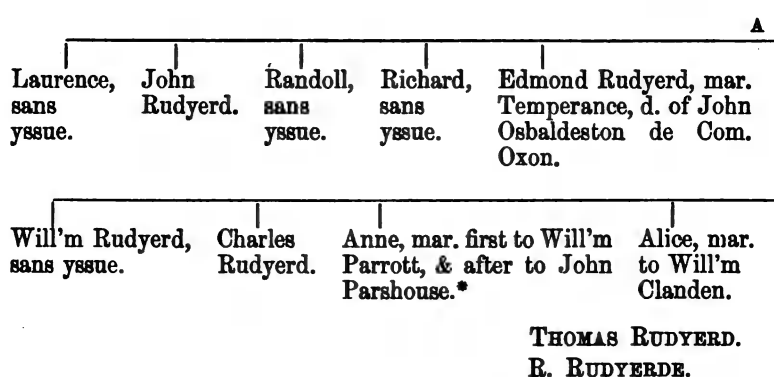 A
Laurence, sans yssue.
John Rudyerd.
Randoll, sans yssue.
Richard, sans yssue.
Edmond Rudyerd, mar. Temperance, d. of John Osbaldeston de Com. Oxon.
Will'm Rudyerd, sans yssue.
Charles Rudyerd.
Anne, mar. first to Will'm Parrott, & after to John Parshouse.*
Alice, mar. to Will'm Clanden.
THOMAS RUDYERD.
R. RUDYERDE.